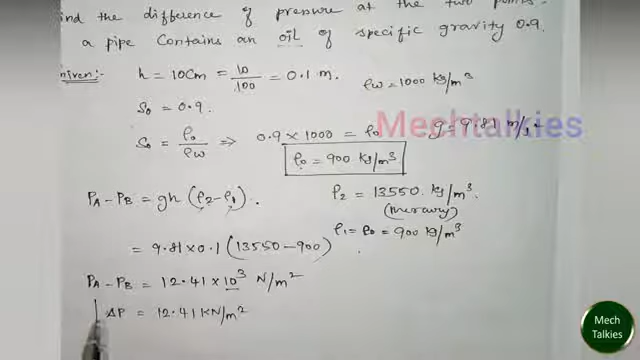 ind the difference of pressure at the two points.
a pipe contains an oil of specific gravity 0.9.
Given:- h = 10cm = 10/100 = 0.1 m. ρw = 1000 kg/m³
S₀ = 0.9.
S₀ = ρ₀/ρw => 0.9 × 1000 = ρ₀ g = 9.81 m/s²
Mechtalkies
ρ₀ = 900 kg/m³
PA - PB = gh (ρ₂ - ρ₁). ρ₂ = 13550 kg/m³.
(mercury)
= 9.81 × 0.1 (13550 - 900) ρ₁ = ρ₀ = 900 kg/m³
PA - PB = 12.41 × 10³ N/m²
ΔP = 12.41 KN/m²
Mech
Talkies